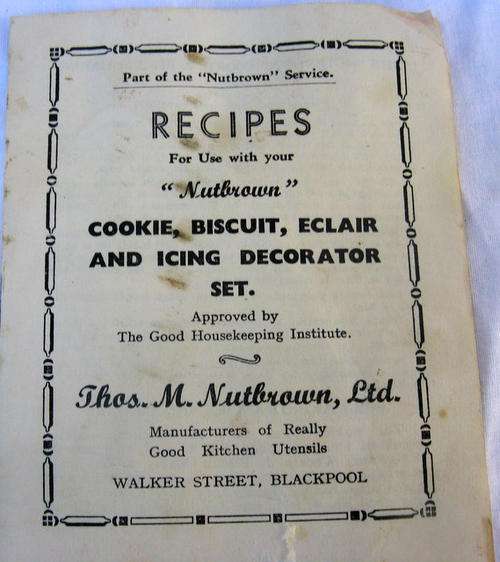 Part of the "Nutbrown" Service.
RECIPES
For Use with your
"Nutbrown"
COOKIE, BISCUIT, ECLAIR
AND ICING DECORATOR
SET.
Approved by
The Good Housekeeping Institute.
Thos. M. Nutbrown, Ltd.
Manufacturers of Really
Good Kitchen Utensils
WALKER STREET, BLACKPOOL